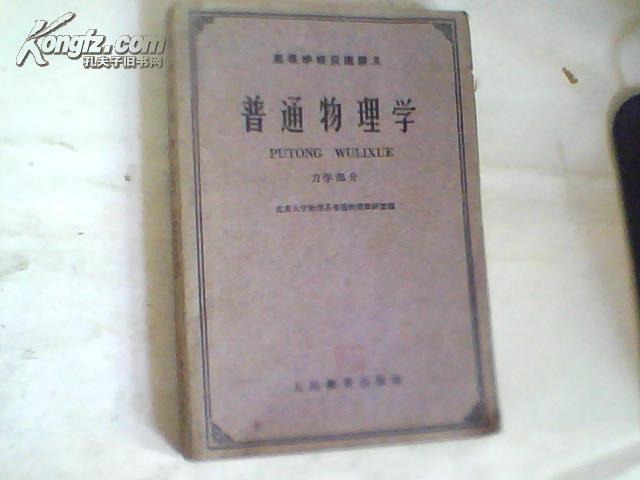 Kongfz.com
孔夫子旧书网
高等学校交流讲义
普通物理学
PUTONG WULIXUE
力学部分
北京大学物理系普通物理教研室编
人民教育出版社